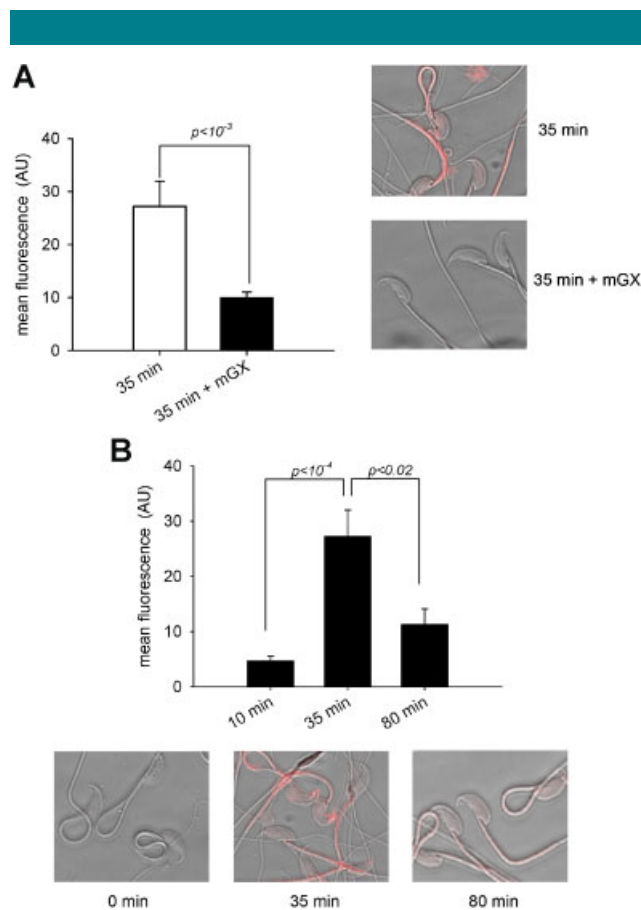 A
mean fluorescence (AU)
40
30
20
10
0
p<10-3
35 min
35 min + mGX
35 min
35 min + mGX
B
mean fluorescence (AU)
40
30
20
10
0
p<10-4
p<0.02
10 min
35 min
80 min
0 min
35 min
80 min